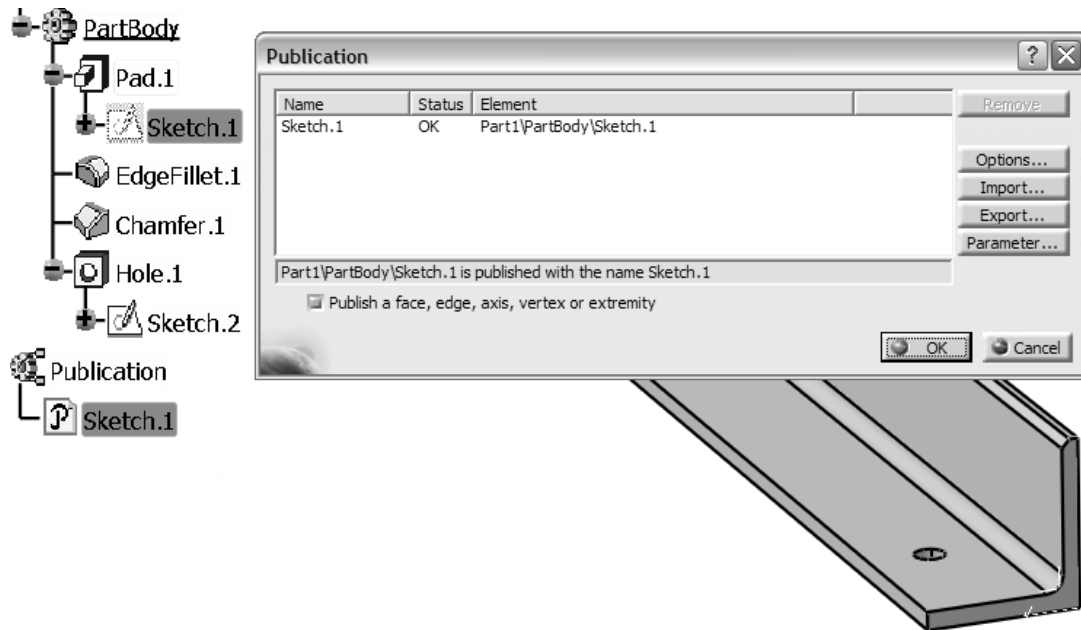 PartBody
Pad.1
Sketch.1
EdgeFillet.1
Chamfer.1
Hole.1
Sketch.2
Publication
Sketch.1
Publication
Name Status Element
Sketch.1 OK Part1\PartBody\Sketch.1
Remove
Options...
Import...
Export...
Parameter...
Part1\PartBody\Sketch.1 is published with the name Sketch.1
Publish a face, edge, axis, vertex or extremity
OK Cancel